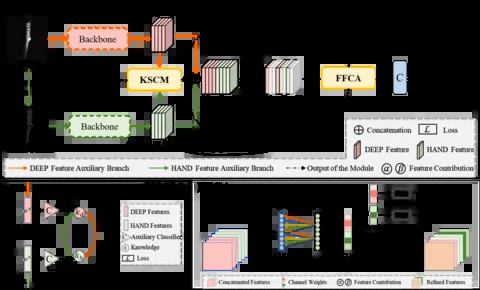 Backbone
KSCM
FFCA
C
Backbone
Concatenation
L
Loss
DEEP Feature
HAND Feature
DEEP Feature Auxiliary Branch
HAND Feature Auxiliary Branch
Output of the Module
α
β
Feature Contribution
DEEP Features
HAND Features
Auxiliary Classifier
Knowledge
L
Loss
Concatenated Features
Channel Weights
α
β
Feature Contribution
Refined Features